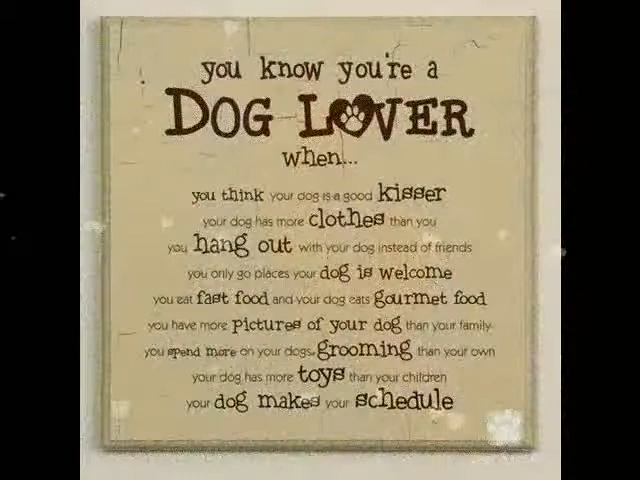 you know you're a
DOG LOVER
when...
you think your dog is a good kisser
your dog has more clothes than you
you hang out with your dog instead of friends
you only go places your dog is welcome
you eat fast food and your dog eats gourmet food
you have more pictures of your dog than your family
you spend more on your dogs, grooming than your own
your dog has more toys than your children
your dog makes your schedule